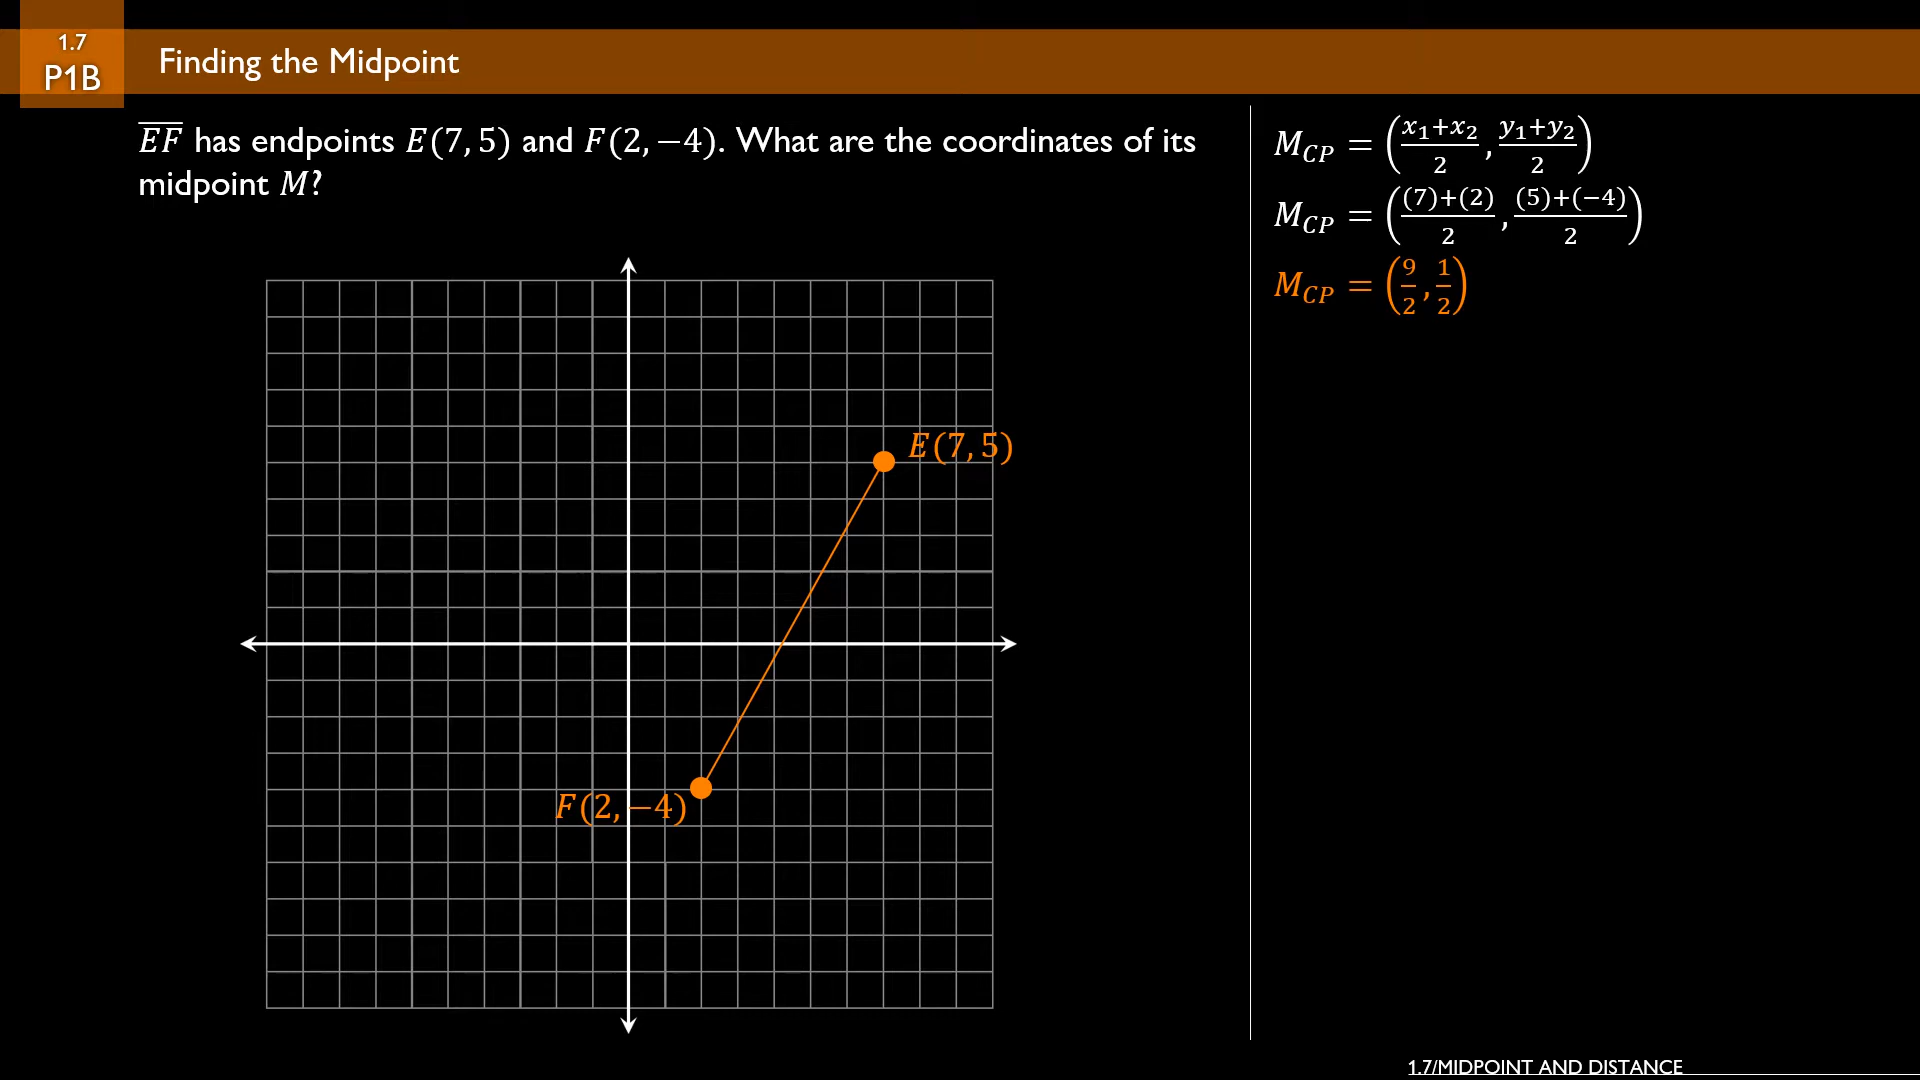 1.7
P1B
Finding the Midpoint
EF has endpoints E(7, 5) and F(2, −4). What are the coordinates of its
midpoint M?
M_CP = ((x₁+x₂)/2, (y₁+y₂)/2)
M_CP = (((7)+(2))/2, ((5)+(−4))/2)
M_CP = (9/2, 1/2)
E(7, 5)
F(2, −4)
1.7/MIDPOINT AND DISTANCE